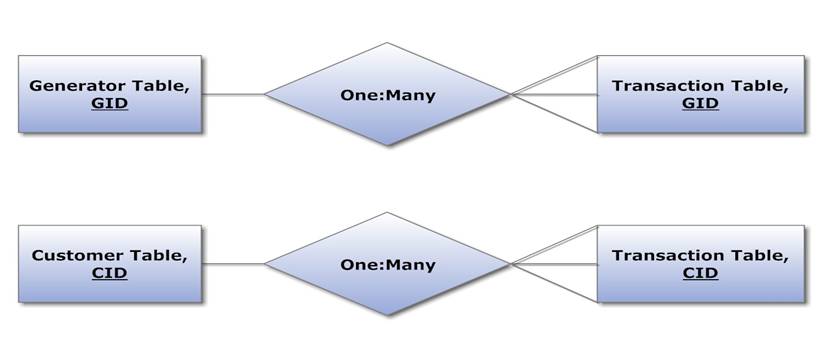 Generator Table,
GID
One:Many
Transaction Table,
GID
Customer Table,
CID
One:Many
Transaction Table,
CID